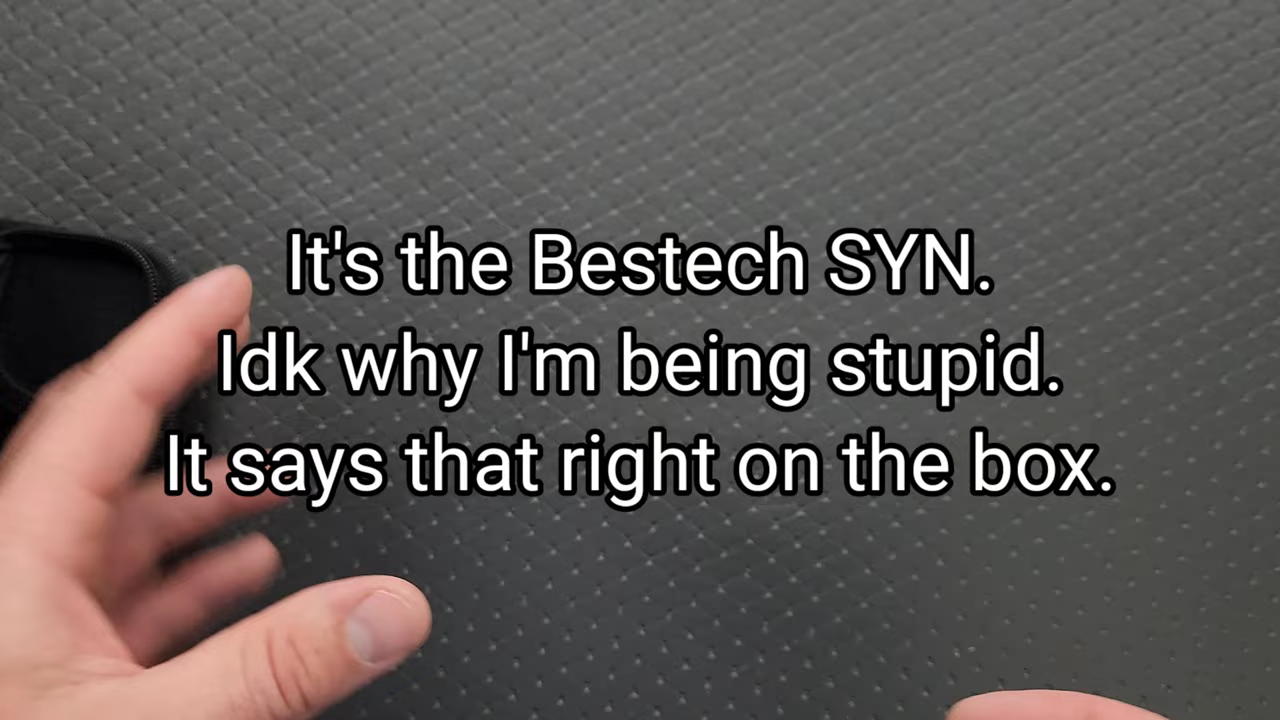 It's the Bestech SYN.
Idk why I'm being stupid.
It says that right on the box.